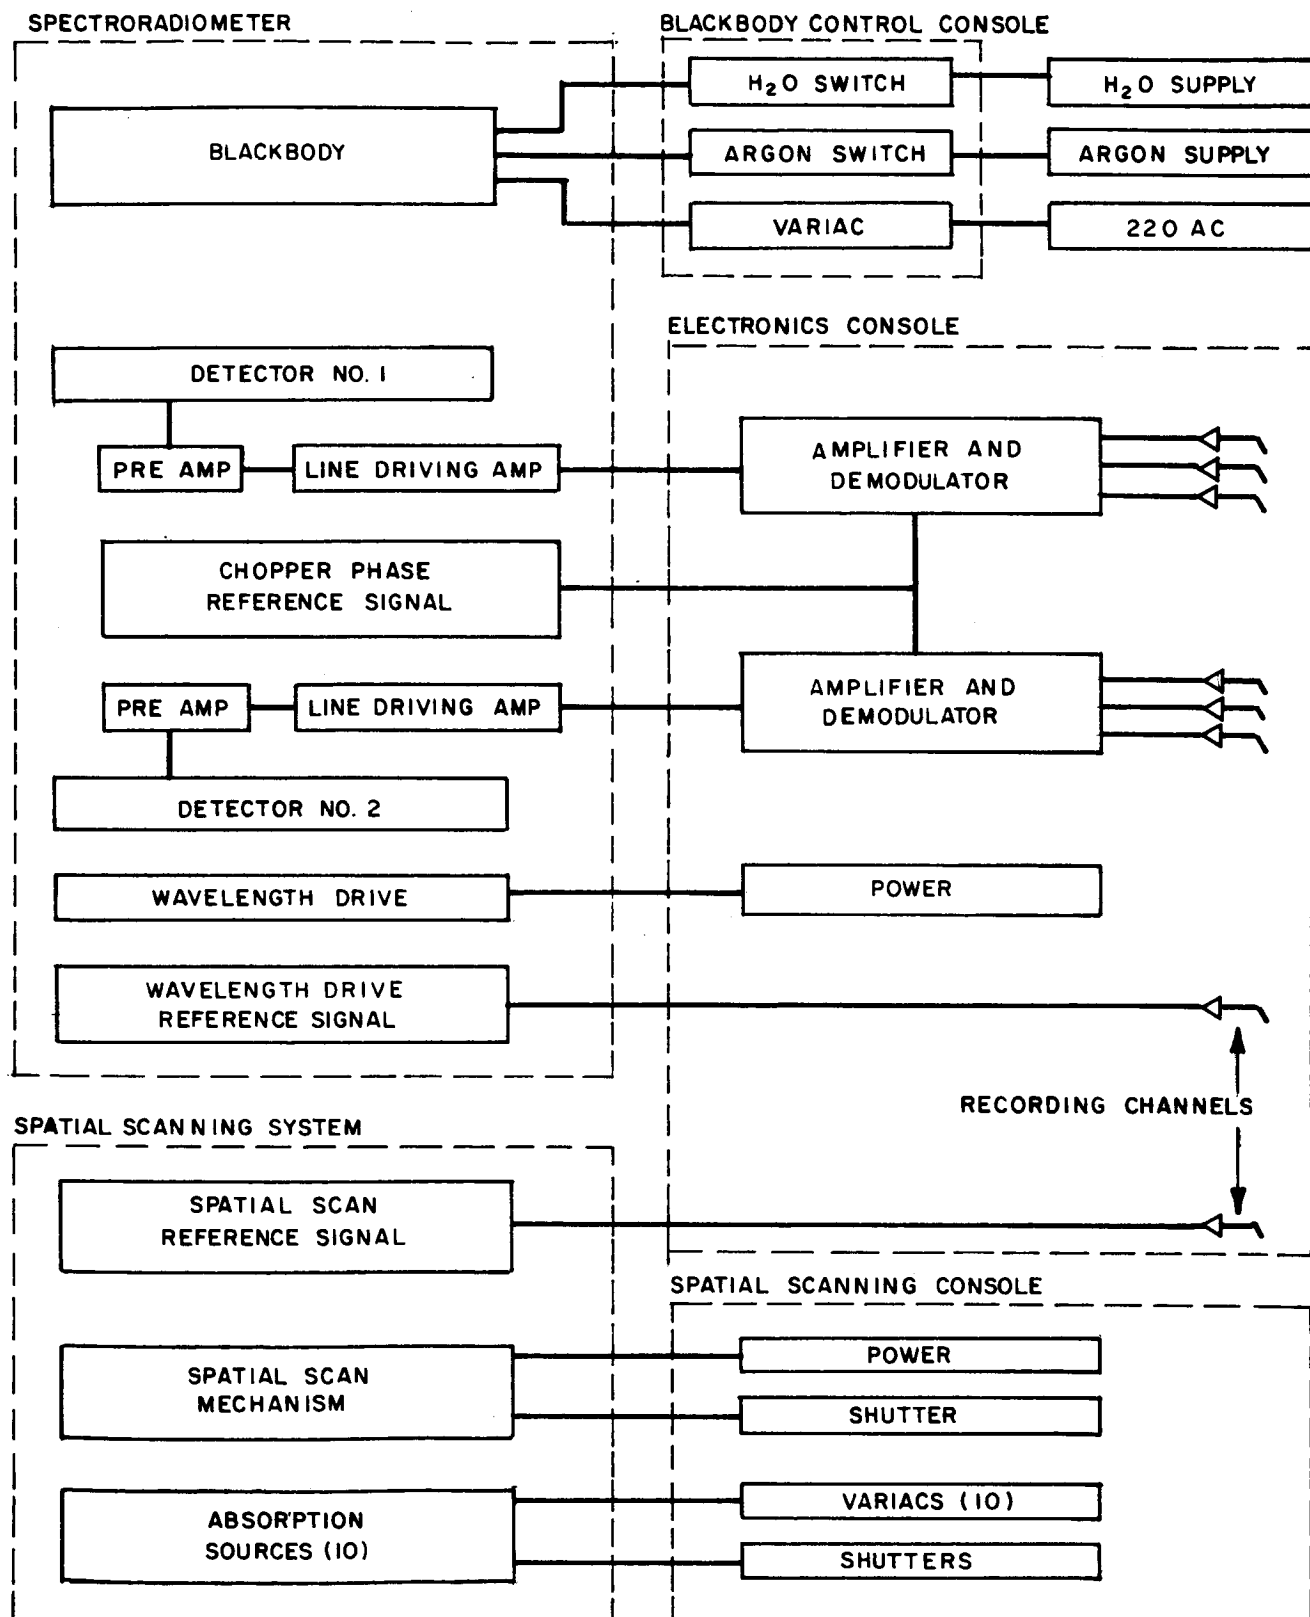 SPECTRORADIOMETER
BLACKBODY CONTROL CONSOLE
BLACKBODY
H₂O SWITCH
H₂O SUPPLY
ARGON SWITCH
ARGON SUPPLY
VARIAC
220 AC
ELECTRONICS CONSOLE
DETECTOR NO. 1
PRE AMP
LINE DRIVING AMP
AMPLIFIER AND
DEMODULATOR
CHOPPER PHASE
REFERENCE SIGNAL
PRE AMP
LINE DRIVING AMP
AMPLIFIER AND
DEMODULATOR
DETECTOR NO. 2
WAVELENGTH DRIVE
POWER
WAVELENGTH DRIVE
REFERENCE SIGNAL
RECORDING CHANNELS
SPATIAL SCANNING SYSTEM
SPATIAL SCAN
REFERENCE SIGNAL
SPATIAL SCANNING CONSOLE
SPATIAL SCAN
MECHANISM
POWER
SHUTTER
ABSORPTION
SOURCES (10)
VARIACS (10)
SHUTTERS